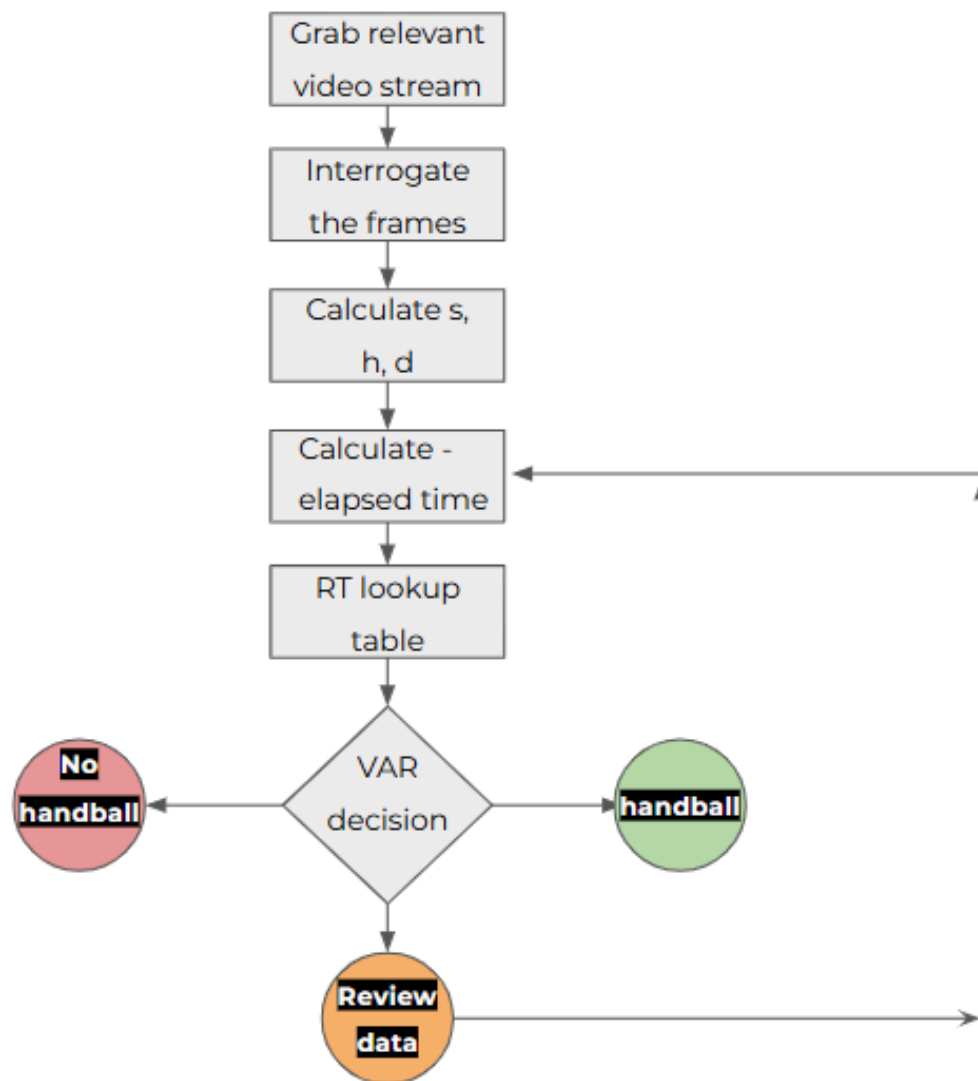 Grab relevant
video stream
Interrogate
the frames
Calculate s,
h, d
Calculate -
elapsed time
RT lookup
table
VAR
decision
No
handball
handball
Review
data